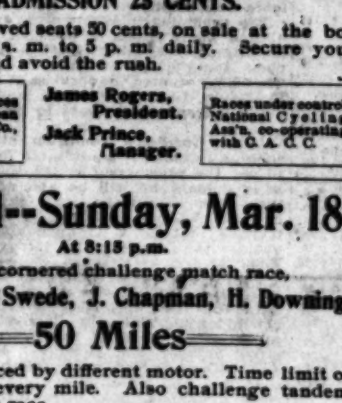 ADMISSION 25 CENTS.
ved seats 50 cents, on sale at the bo
a. m. to 5 p. m. daily. Secure you
d avoid the rush.
James Rogers,
President.
Jack Prince,
Manager.
Races under contro
National Cycling
Ass'n, co-operating
with C. A. C. C.
--Sunday, Mar. 18
At 8:15 p.m.
cornered challenge match race,
Swede, J. Chapman, H. Downing
50 Miles
ced by different motor. Time limit o
every mile. Also challenge tanden